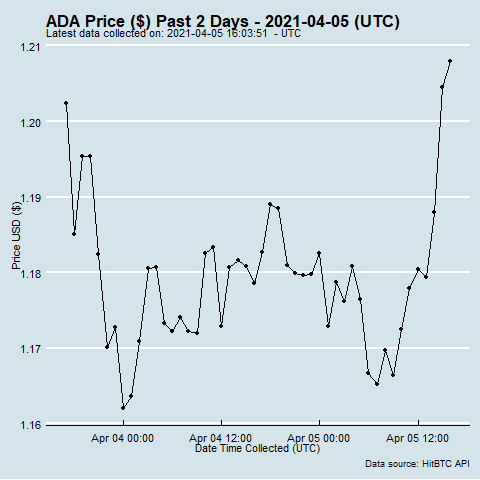 ADA Price ($) Past 2 Days - 2021-04-05 (UTC)
Latest data collected on: 2021-04-05 16:03:51  - UTC
1.21
1.20
1.19
1.18
1.17
1.16
Price USD ($)
Apr 04 00:00 Apr 04 12:00 Apr 05 00:00 Apr 05 12:00
Date Time Collected (UTC)
Data source: HitBTC API